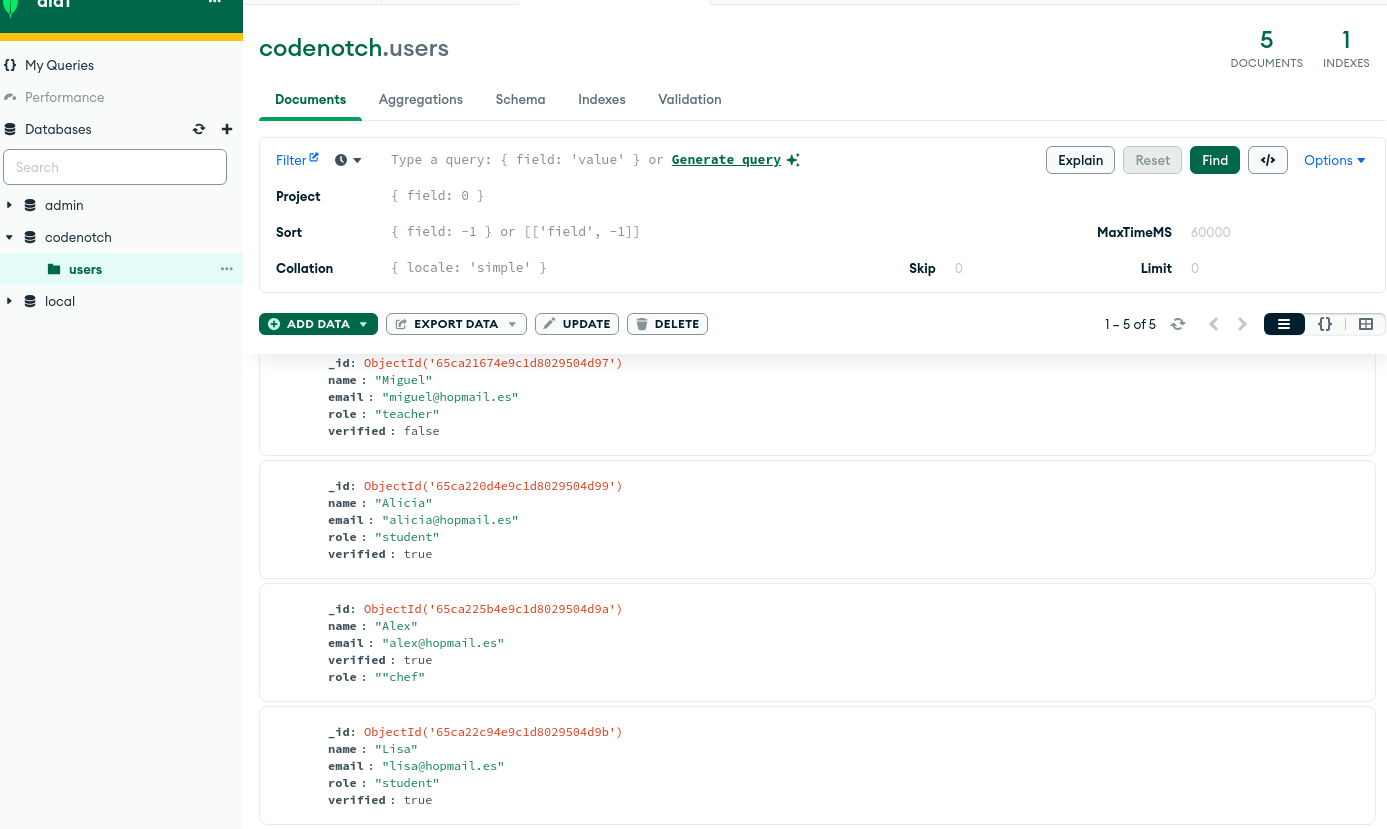 codenotch.users
5
DOCUMENTS
1
INDEXES
My Queries
Performance
Databases
Search
admin
codenotch
users
local
Documents
Aggregations
Schema
Indexes
Validation
Filter
Type a query: { field: 'value' } or Generate query
Explain
Reset
Find
</>
Options
Project
{ field: 0 }
Sort
{ field: -1 } or [['field', -1]]
MaxTimeMS
60000
Collation
{ locale: 'simple' }
Skip
0
Limit
0
ADD DATA
EXPORT DATA
UPDATE
DELETE
1 – 5 of 5
{}
_id: ObjectId('65ca21674e9c1d8029504d97')
name : "Miguel"
email : "miguel@hopmail.es"
role : "teacher"
verified : false
_id: ObjectId('65ca220d4e9c1d8029504d99')
name : "Alicia"
email : "alicia@hopmail.es"
role : "student"
verified : true
_id: ObjectId('65ca225b4e9c1d8029504d9a')
name : "Alex"
email : "alex@hopmail.es"
verified : true
role : ""chef"
_id: ObjectId('65ca22c94e9c1d8029504d9b')
name : "Lisa"
email : "lisa@hopmail.es"
role : "student"
verified : true